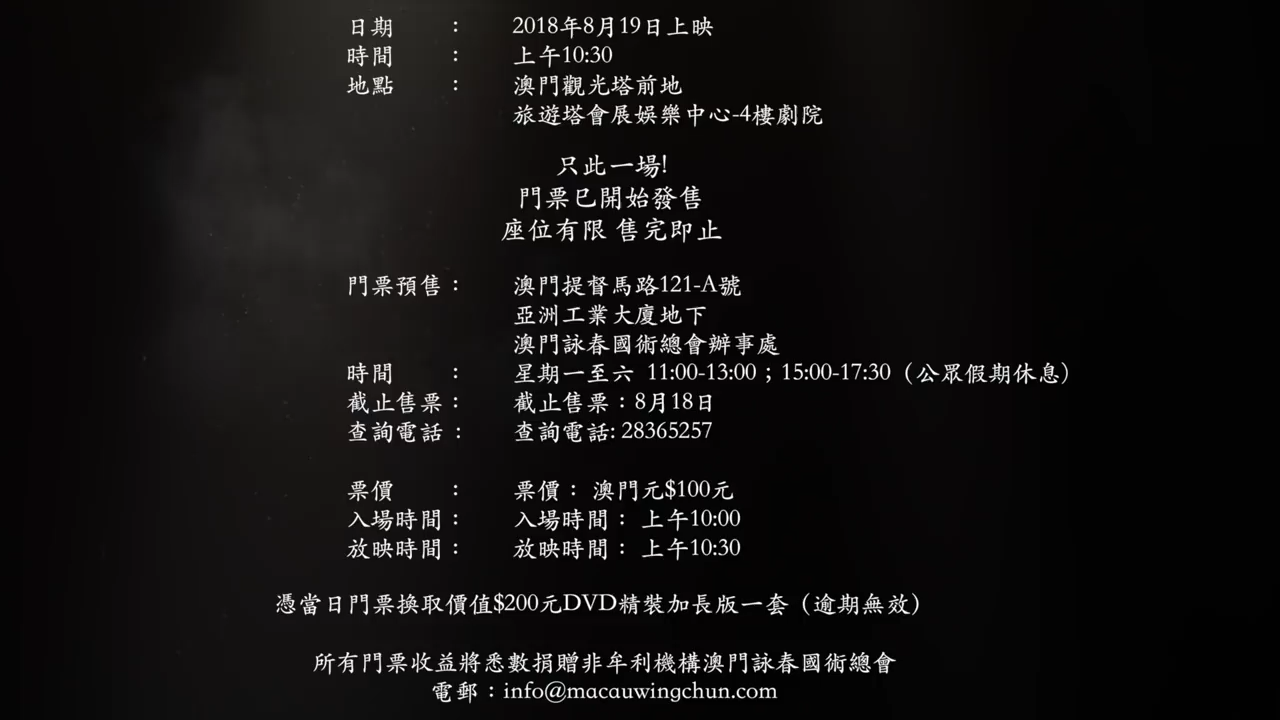 日期 : 2018年8月19日上映
時間 : 上午10:30
地點 : 澳門觀光塔前地
旅遊塔會展娛樂中心-4樓劇院
只此一場!
門票已開始發售
座位有限 售完即止
門票預售 : 澳門提督馬路121-A號
亞洲工業大廈地下
澳門詠春國術總會辦事處
時間 : 星期一至六 11:00-13:00；15:00-17:30（公眾假期休息）
截止售票 : 截止售票：8月18日
查詢電話 : 查詢電話: 28365257
票價 : 票價： 澳門元$100元
入場時間 : 入場時間： 上午10:00
放映時間 : 放映時間： 上午10:30
憑當日門票換取價值$200元DVD精裝加長版一套（逾期無效）
所有門票收益將悉數捐贈非牟利機構澳門詠春國術總會
電郵：info@macauwingchun.com